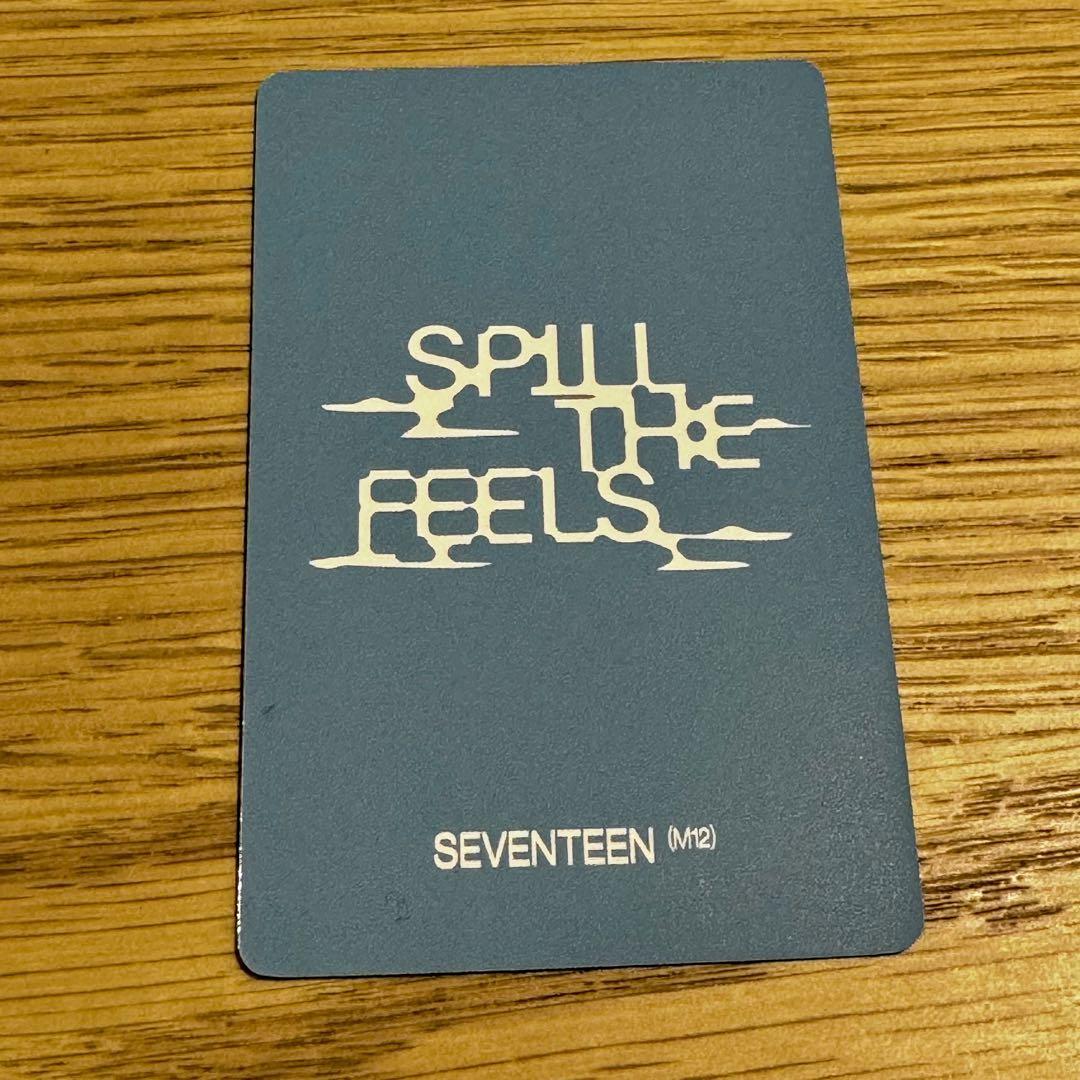 SPILL
THE
FEELS
SEVENTEEN (M12)